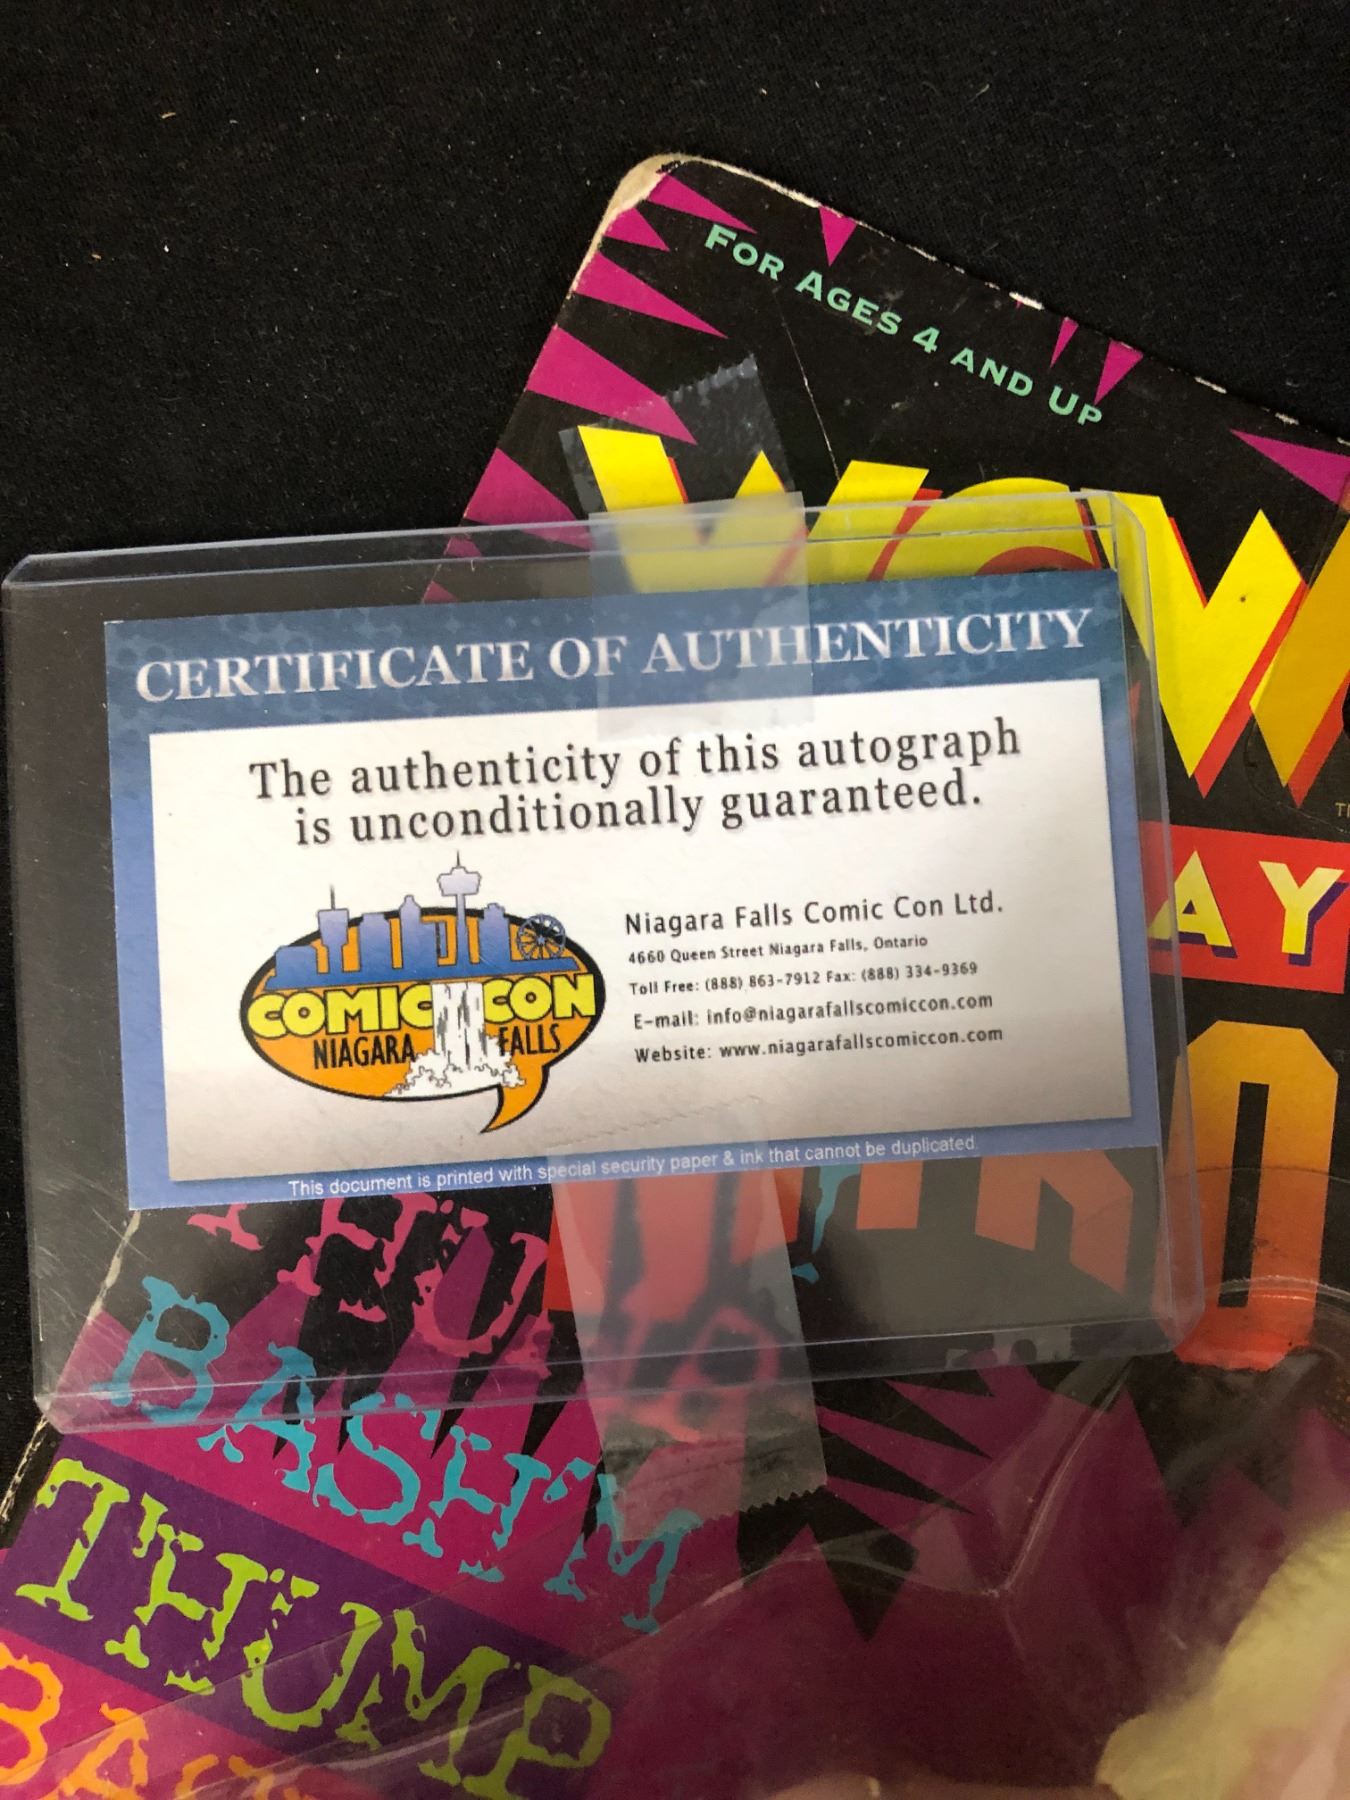 FOR AGES 4 AND UP
WCW
CERTIFICATE OF AUTHENTICITY
The authenticity of this autograph
is unconditionally guaranteed.
COMIC CON
NIAGARA FALLS
Niagara Falls Comic Con Ltd.
4660 Queen Street Niagara Falls, Ontario
Toll Free: (888) 863-7912 Fax: (888) 334-9369
E-mail: info@niagarafallscomiccon.com
Website: www.niagarafallscomiccon.com
This document is printed with special security paper & ink that cannot be duplicated.
AY
BASH'M
THUMP